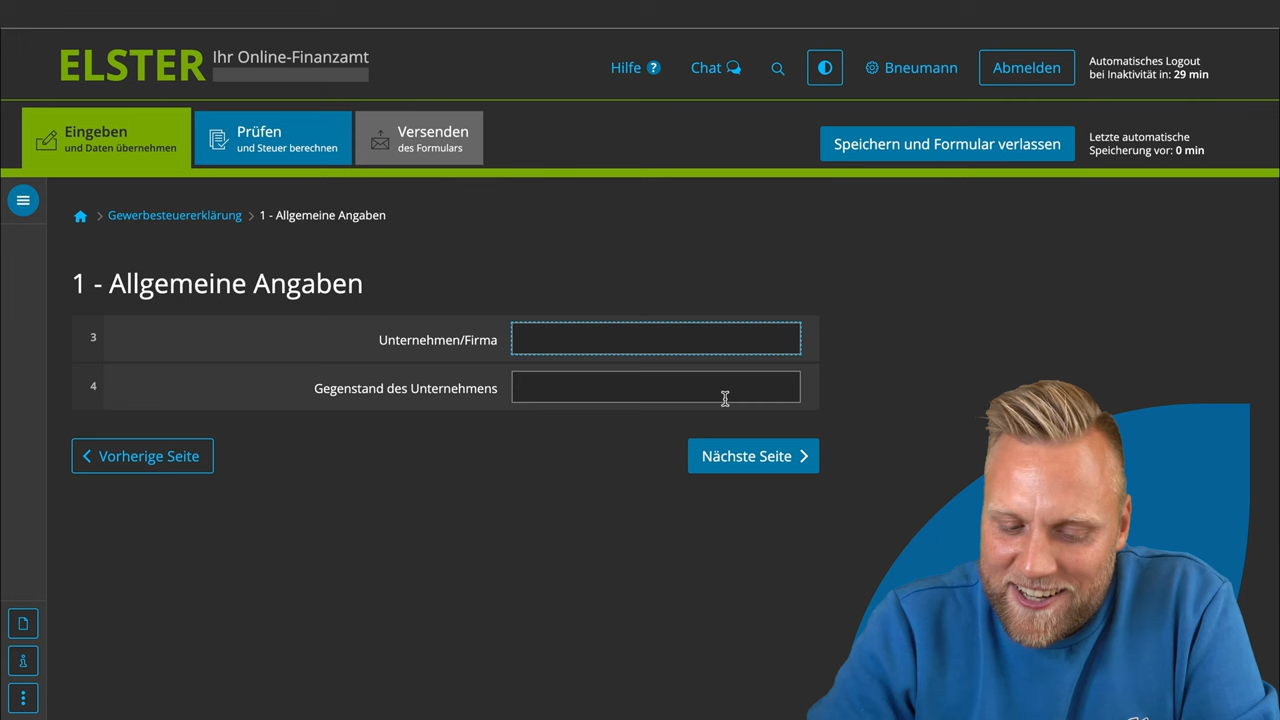 ELSTER
Ihr Online-Finanzamt
Hilfe ?
Chat
Bneumann
Abmelden
Automatisches Logout
bei Inaktivität in: 29 min
Eingeben
und Daten übernehmen
Prüfen
und Steuer berechnen
Versenden
des Formulars
Speichern und Formular verlassen
Letzte automatische
Speicherung vor: 0 min
Gewerbesteuererklärung
1 - Allgemeine Angaben
1 - Allgemeine Angaben
3 Unternehmen/Firma
4 Gegenstand des Unternehmens
Vorherige Seite
Nächste Seite